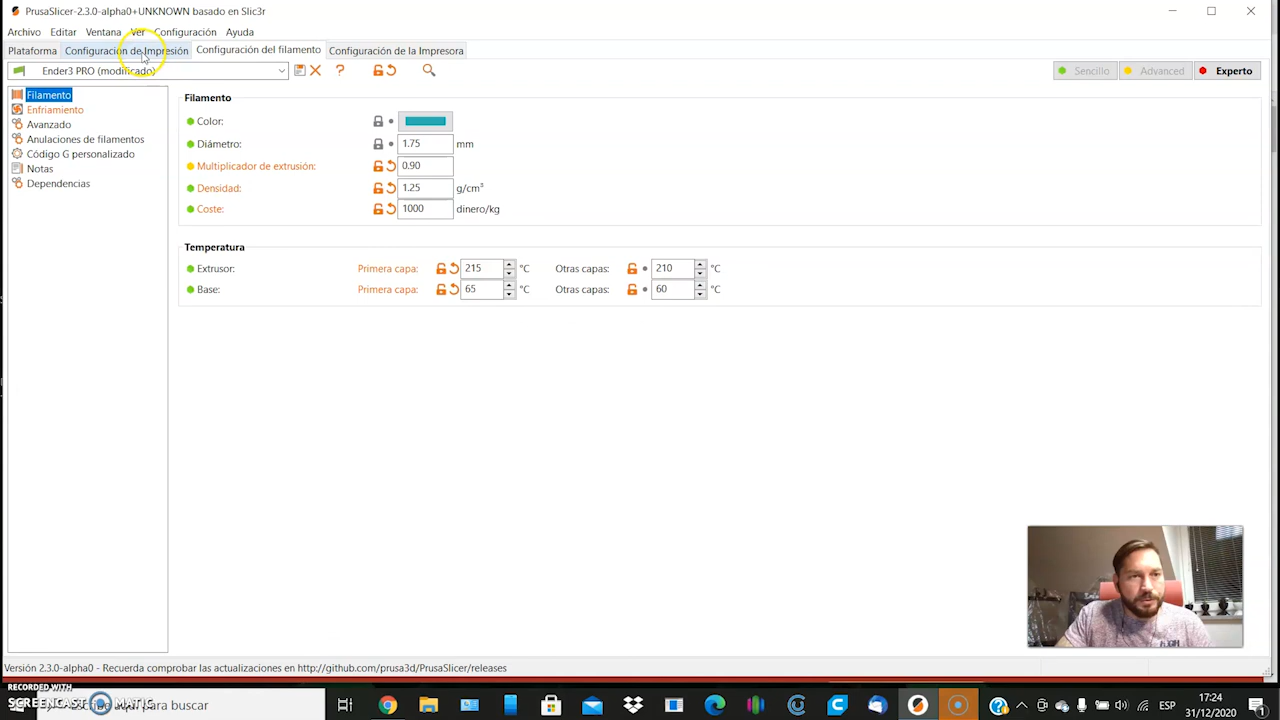 PrusaSlicer-2.3.0-alpha0+UNKNOWN basado en Slic3r
Archivo Editar Ventana Ver Configuración Ayuda
Plataforma Configuración de Impresión Configuración del filamento Configuración de la Impresora
Ender3 PRO (modificado) Sencillo Advanced Experto
Filamento
Enfriamiento
Avanzado
Anulaciones de filamentos
Código G personalizado
Notas
Dependencias
Filamento
Color:
Diámetro: 1.75 mm
Multiplicador de extrusión: 0.90
Densidad: 1.25 g/cm³
Coste: 1000 dinero/kg
Temperatura
Extrusor: Primera capa: 215 °C Otras capas: 210 °C
Base: Primera capa: 65 °C Otras capas: 60 °C
Versión 2.3.0-alpha0 - Recuerda comprobar las actualizaciones en http://github.com/prusa3d/PrusaSlicer/releases
RECORDED WITH
SCREENCAST MATIC
para buscar
ESP
17:24
31/12/2020
1